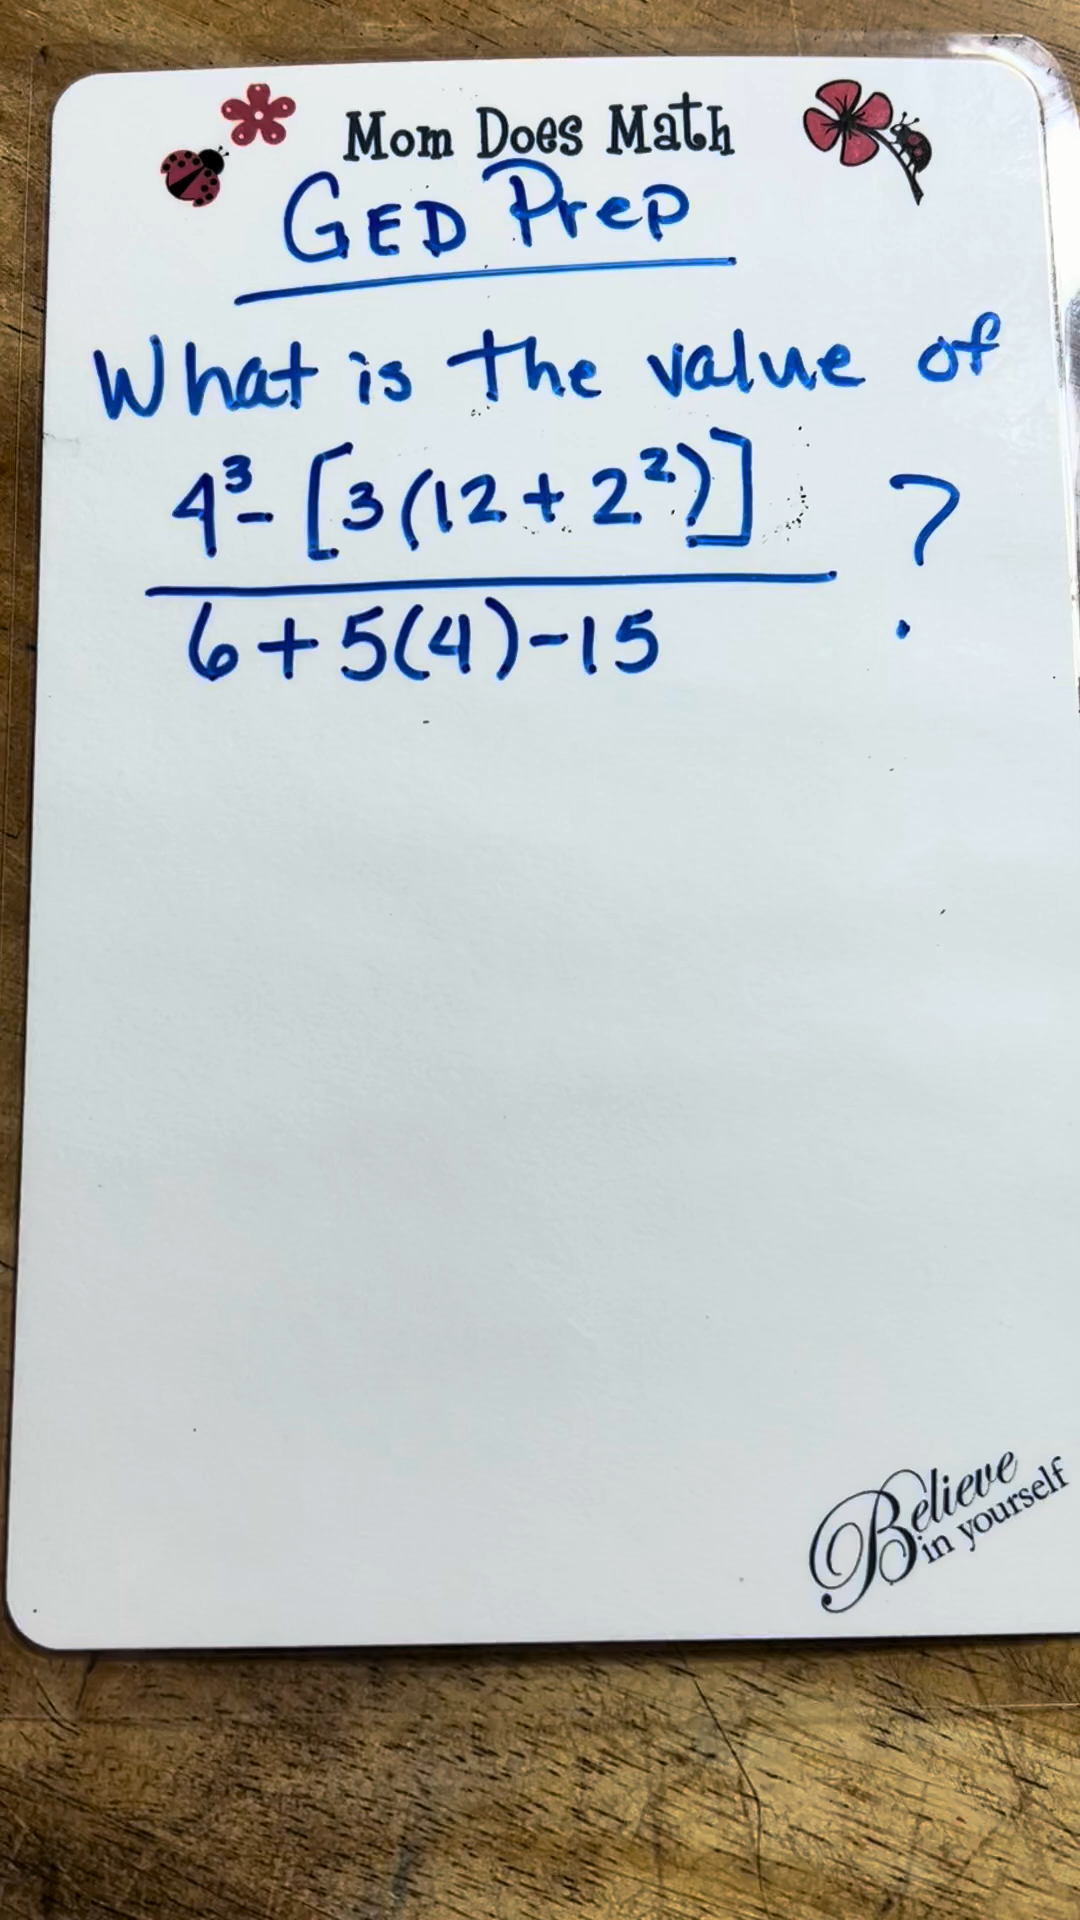 Mom Does Math
GED Prep
What is the value of
4³ - [3(12 + 2²)] ?
6 + 5(4) - 15
Believe
in yourself